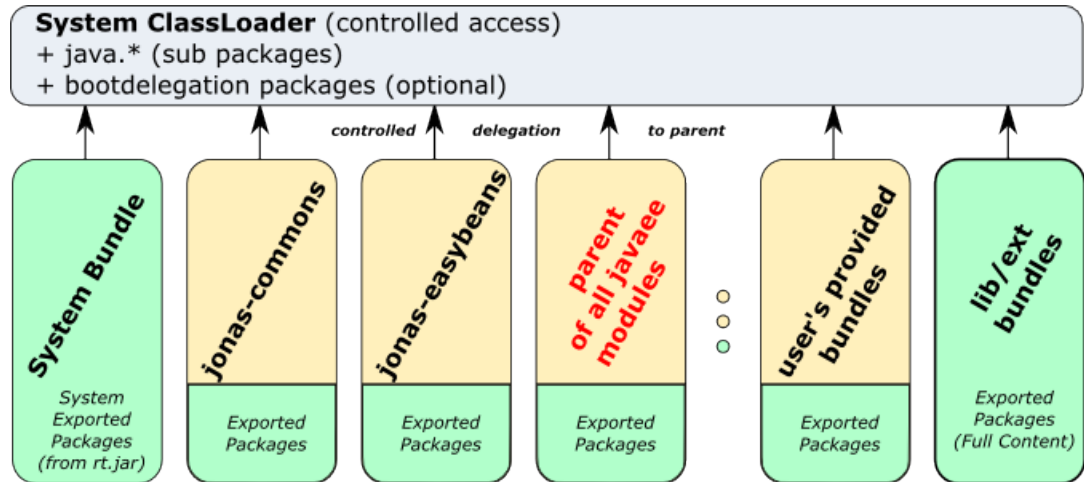 System ClassLoader (controlled access)
+ java.* (sub packages)
+ bootdelegation packages (optional)
controlled delegation to parent
System Bundle
System
Exported
Packages
(from rt.jar)
jonas-commons
Exported
Packages
jonas-easybeans
Exported
Packages
parent
of all javaee
modules
Exported
Packages
user's provided
bundles
Exported
Packages
lib/ext
bundles
Exported
Packages
(Full Content)